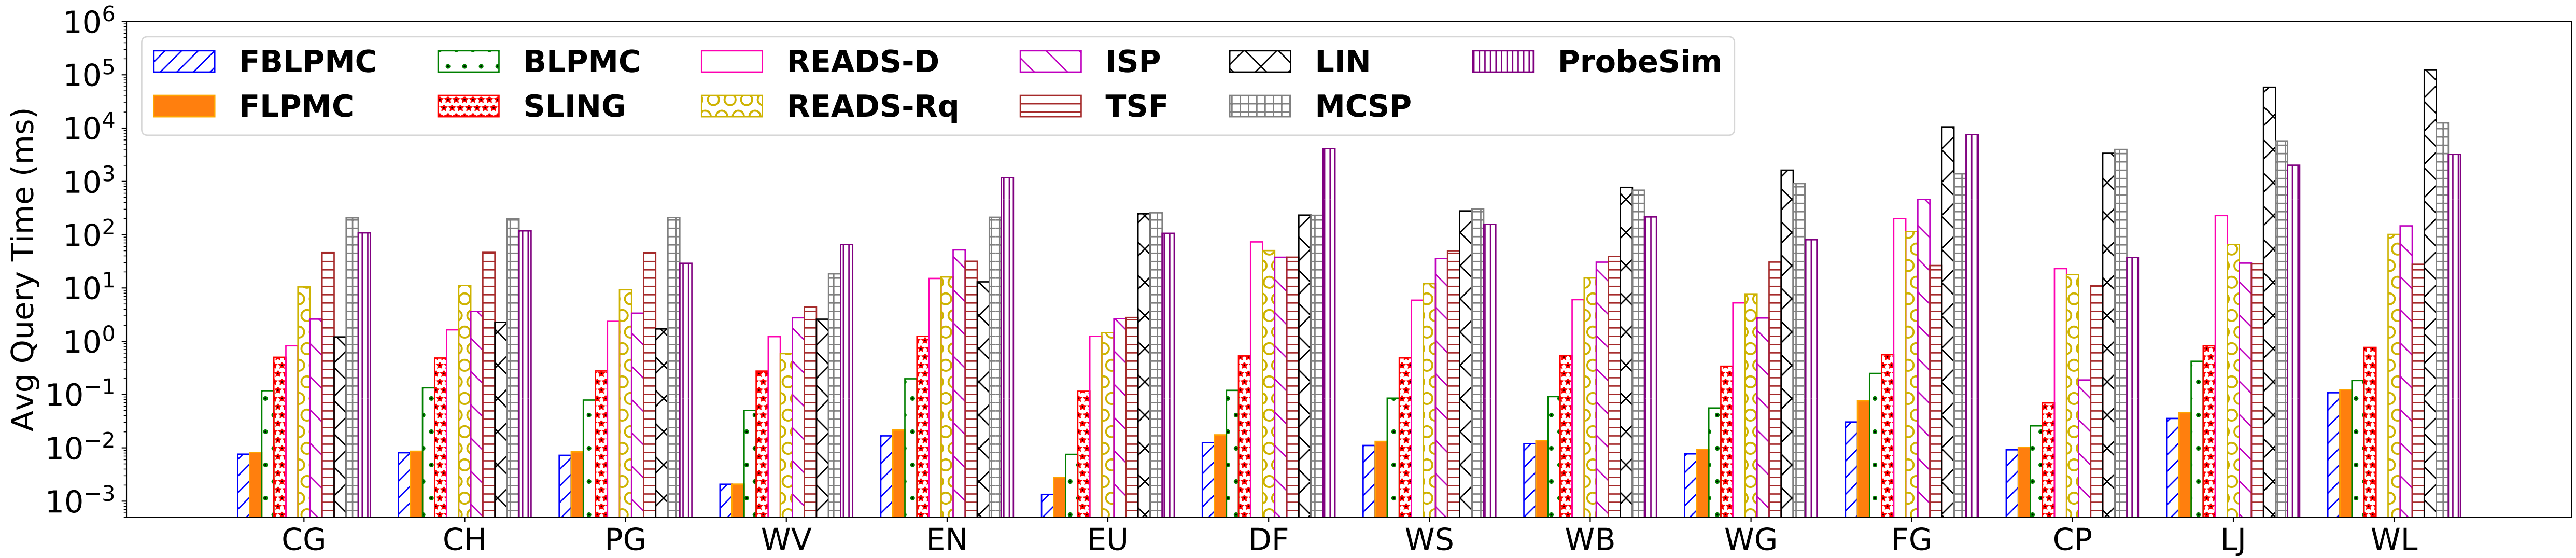 Avg Query Time (ms)
10^6
10^5
10^4
10^3
10^2
10^1
10^0
10^−1
10^−2
10^−3
FBLPMC BLPMC READS-D ISP LIN ProbeSim
FLPMC SLING READS-Rq TSF MCSP
CG CH PG WV EN EU DF WS WB WG FG CP LJ WL